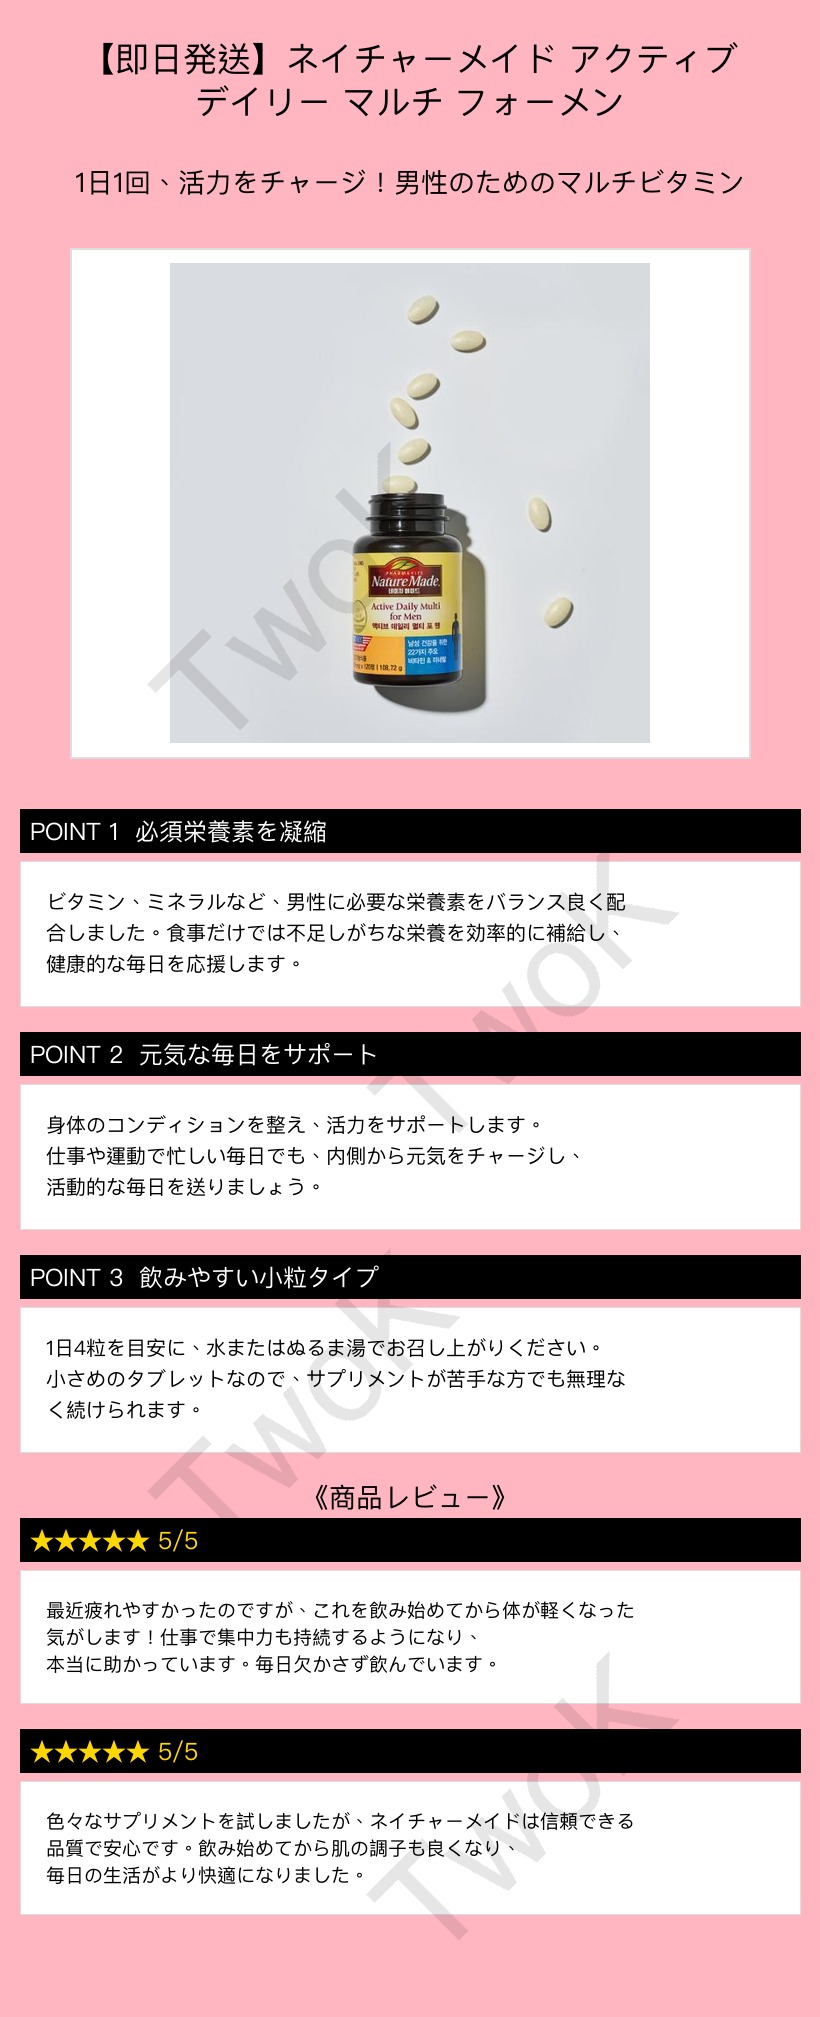 【即日発送】ネイチャーメイド アクティブ
デイリー マルチ フォーメン
1日1回、活力をチャージ！男性のためのマルチビタミン
PHARMAVITE
Nature Made.
네이처 메이드
Active Daily Multi
for Men
액티브 데일리 멀티 포 맨
남성 건강을 위한
22가지 주요
비타민 & 미네랄
x 120정 | 108.72 g
TwoK
POINT 1 必須栄養素を凝縮
ビタミン、ミネラルなど、男性に必要な栄養素をバランス良く配
合しました。食事だけでは不足しがちな栄養を効率的に補給し、
健康的な毎日を応援します。
TwoK
POINT 2 元気な毎日をサポート
身体のコンディションを整え、活力をサポートします。
仕事や運動で忙しい毎日でも、内側から元気をチャージし、
活動的な毎日を送りましょう。
POINT 3 飲みやすい小粒タイプ
1日4粒を目安に、水またはぬるま湯でお召し上がりください。
小さめのタブレットなので、サプリメントが苦手な方でも無理な
く続けられます。
TwoK
《商品レビュー》
★★★★★ 5/5
最近疲れやすかったのですが、これを飲み始めてから体が軽くなった
気がします！仕事で集中力も持続するようになり、
本当に助かっています。毎日欠かさず飲んでいます。
★★★★★ 5/5
色々なサプリメントを試しましたが、ネイチャーメイドは信頼できる
品質で安心です。飲み始めてから肌の調子も良くなり、
毎日の生活がより快適になりました。
TwoK